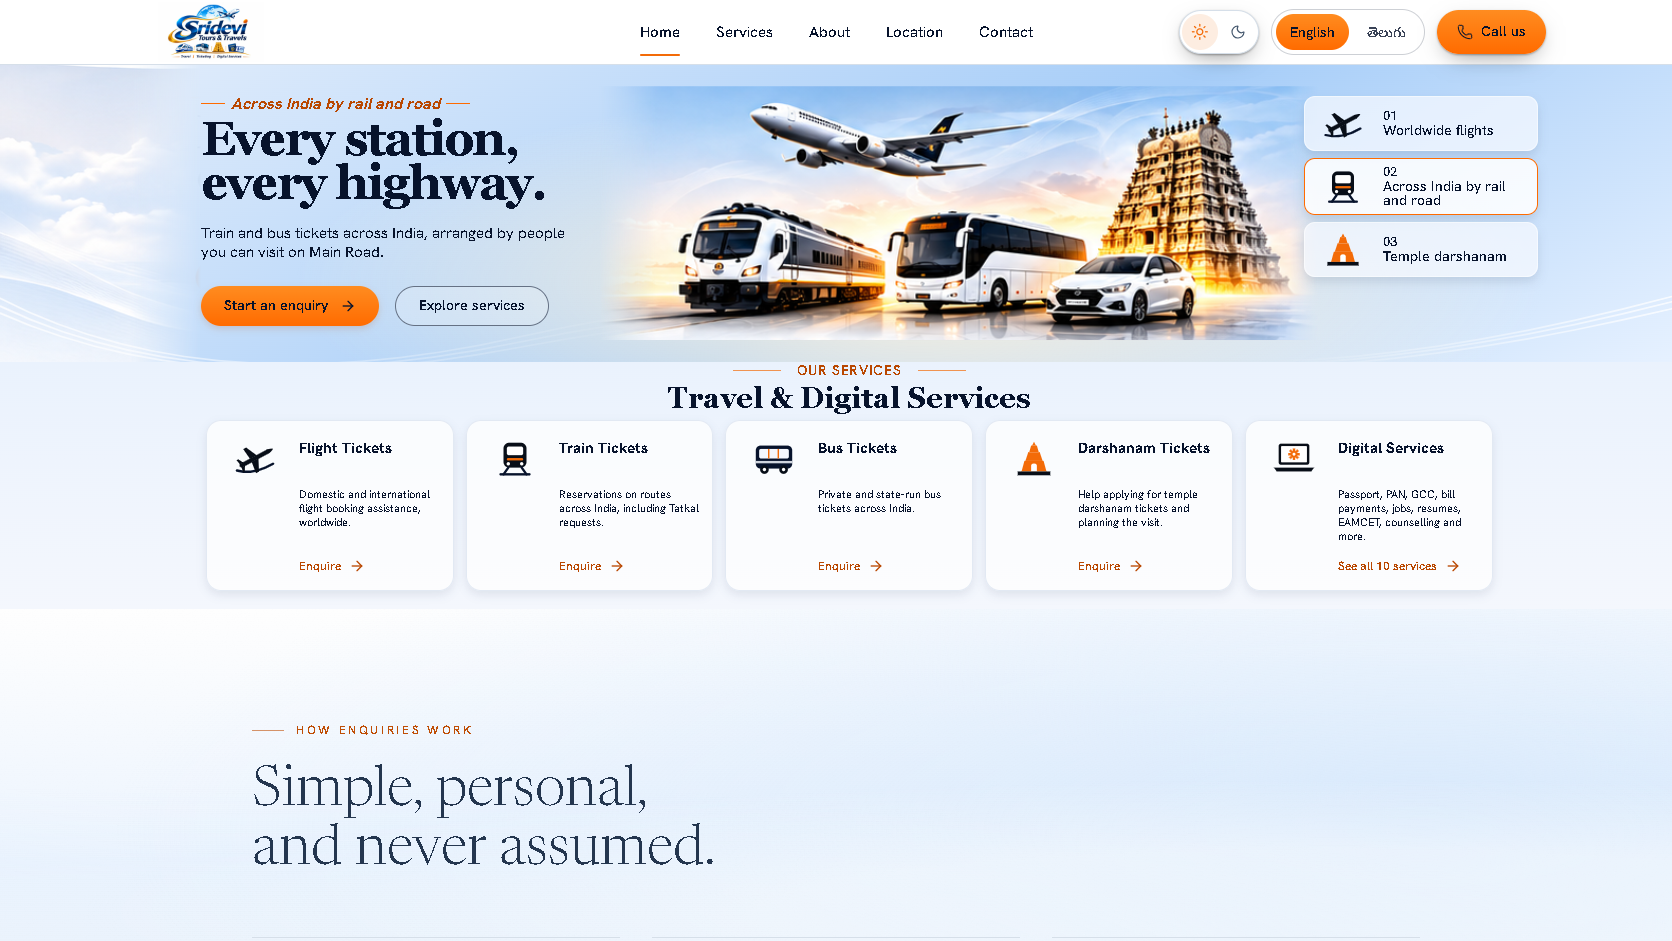 Sridevi
Tours & Travels
Travel | Ticketing | Digital Services
Home
Services
About
Location
Contact
English
తెలుగు
Call us
Across India by rail and road
Every station,
every highway.
Train and bus tickets across India, arranged by people
you can visit on Main Road.
Start an enquiry
Explore services
01
Worldwide flights
02
Across India by rail
and road
03
Temple darshanam
OUR SERVICES
Travel & Digital Services
Flight Tickets
Domestic and international
flight booking assistance,
worldwide.
Enquire
Train Tickets
Reservations on routes
across India, including Tatkal
requests.
Enquire
Bus Tickets
Private and state-run bus
tickets across India.
Enquire
Darshanam Tickets
Help applying for temple
darshanam tickets and
planning the visit.
Enquire
Digital Services
Passport, PAN, GCC, bill
payments, jobs, resumes,
EAMCET, counselling and
more.
See all 10 services
HOW ENQUIRIES WORK
Simple, personal,
and never assumed.